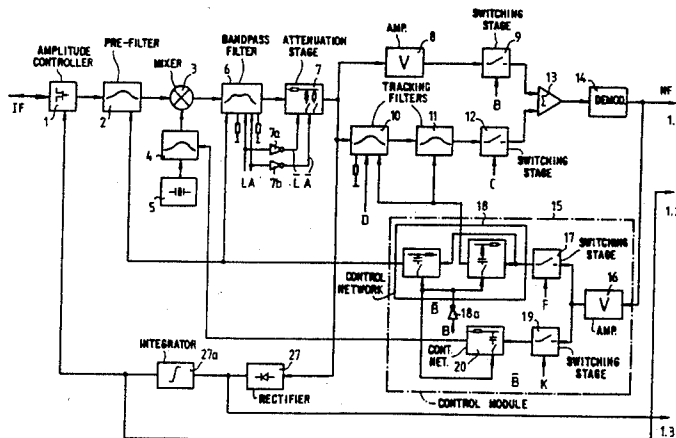 AMPLITUDE CONTROLLER
PRE-FILTER
MIXER
BANDPASS FILTER
ATTENUATION STAGE
AMP.
SWITCHING STAGE
3
6
7
8
9
V
13
14
IF
1
2
Σ
DEMOD.
NF
1.
B
TRACKING FILTERS
10
11
12
4
7a
7b
L A
L̅ A̅
5
D
C
SWITCHING STAGE
1.2
18
15
17
SWITCHING STAGE
16
CONTROL NETWORK
B̅
18a
B
F
V
AMP.
19
INTEGRATOR
27a
27
CONT. NET.
20
B̅
K
SWITCHING STAGE
RECTIFIER
CONTROL MODULE
1.3